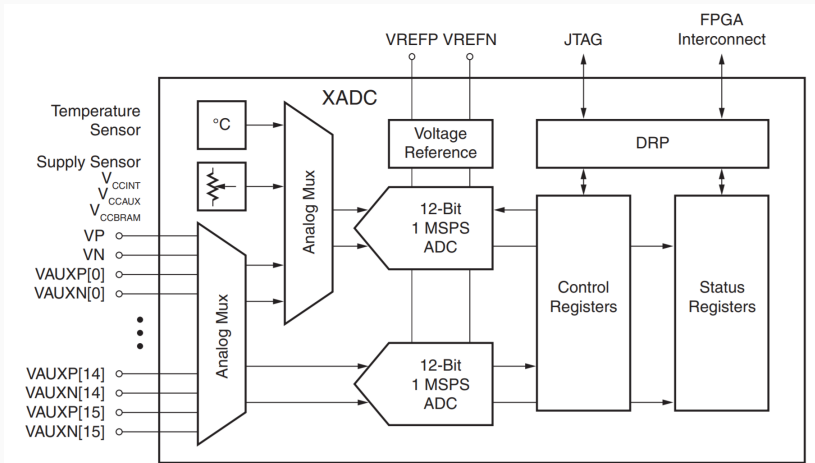 VREFP VREFN
JTAG
FPGA
Interconnect
XADC
Temperature
Sensor
°C
Supply Sensor
VCCINT
VCCAUX
VCCBRAM
VP
VN
VAUXP[0]
VAUXN[0]
VAUXP[14]
VAUXN[14]
VAUXP[15]
VAUXN[15]
Analog Mux
Analog Mux
Voltage
Reference
12-Bit
1 MSPS
ADC
12-Bit
1 MSPS
ADC
DRP
Control
Registers
Status
Registers